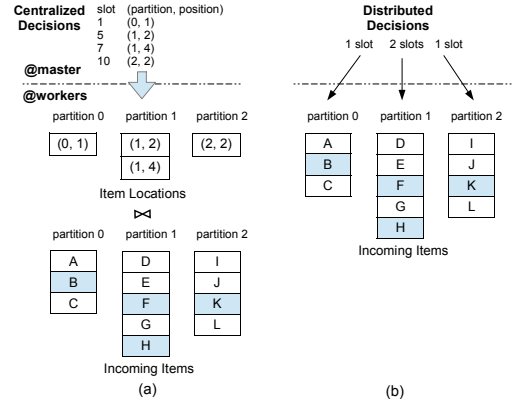 Centralized Decisions
slot (partition, position)
1 (0, 1)
5 (1, 2)
7 (1, 4)
10 (2, 2)
@master
@workers
partition 0 partition 1 partition 2
(0, 1) (1, 2) (2, 2)
(1, 4)
Item Locations
⋈
partition 0 partition 1 partition 2
A D I
B E J
C F K
G L
H
Incoming Items
(a)
Distributed Decisions
1 slot 2 slots 1 slot
partition 0 partition 1 partition 2
A D I
B E J
C F K
G L
H
Incoming Items
(b)